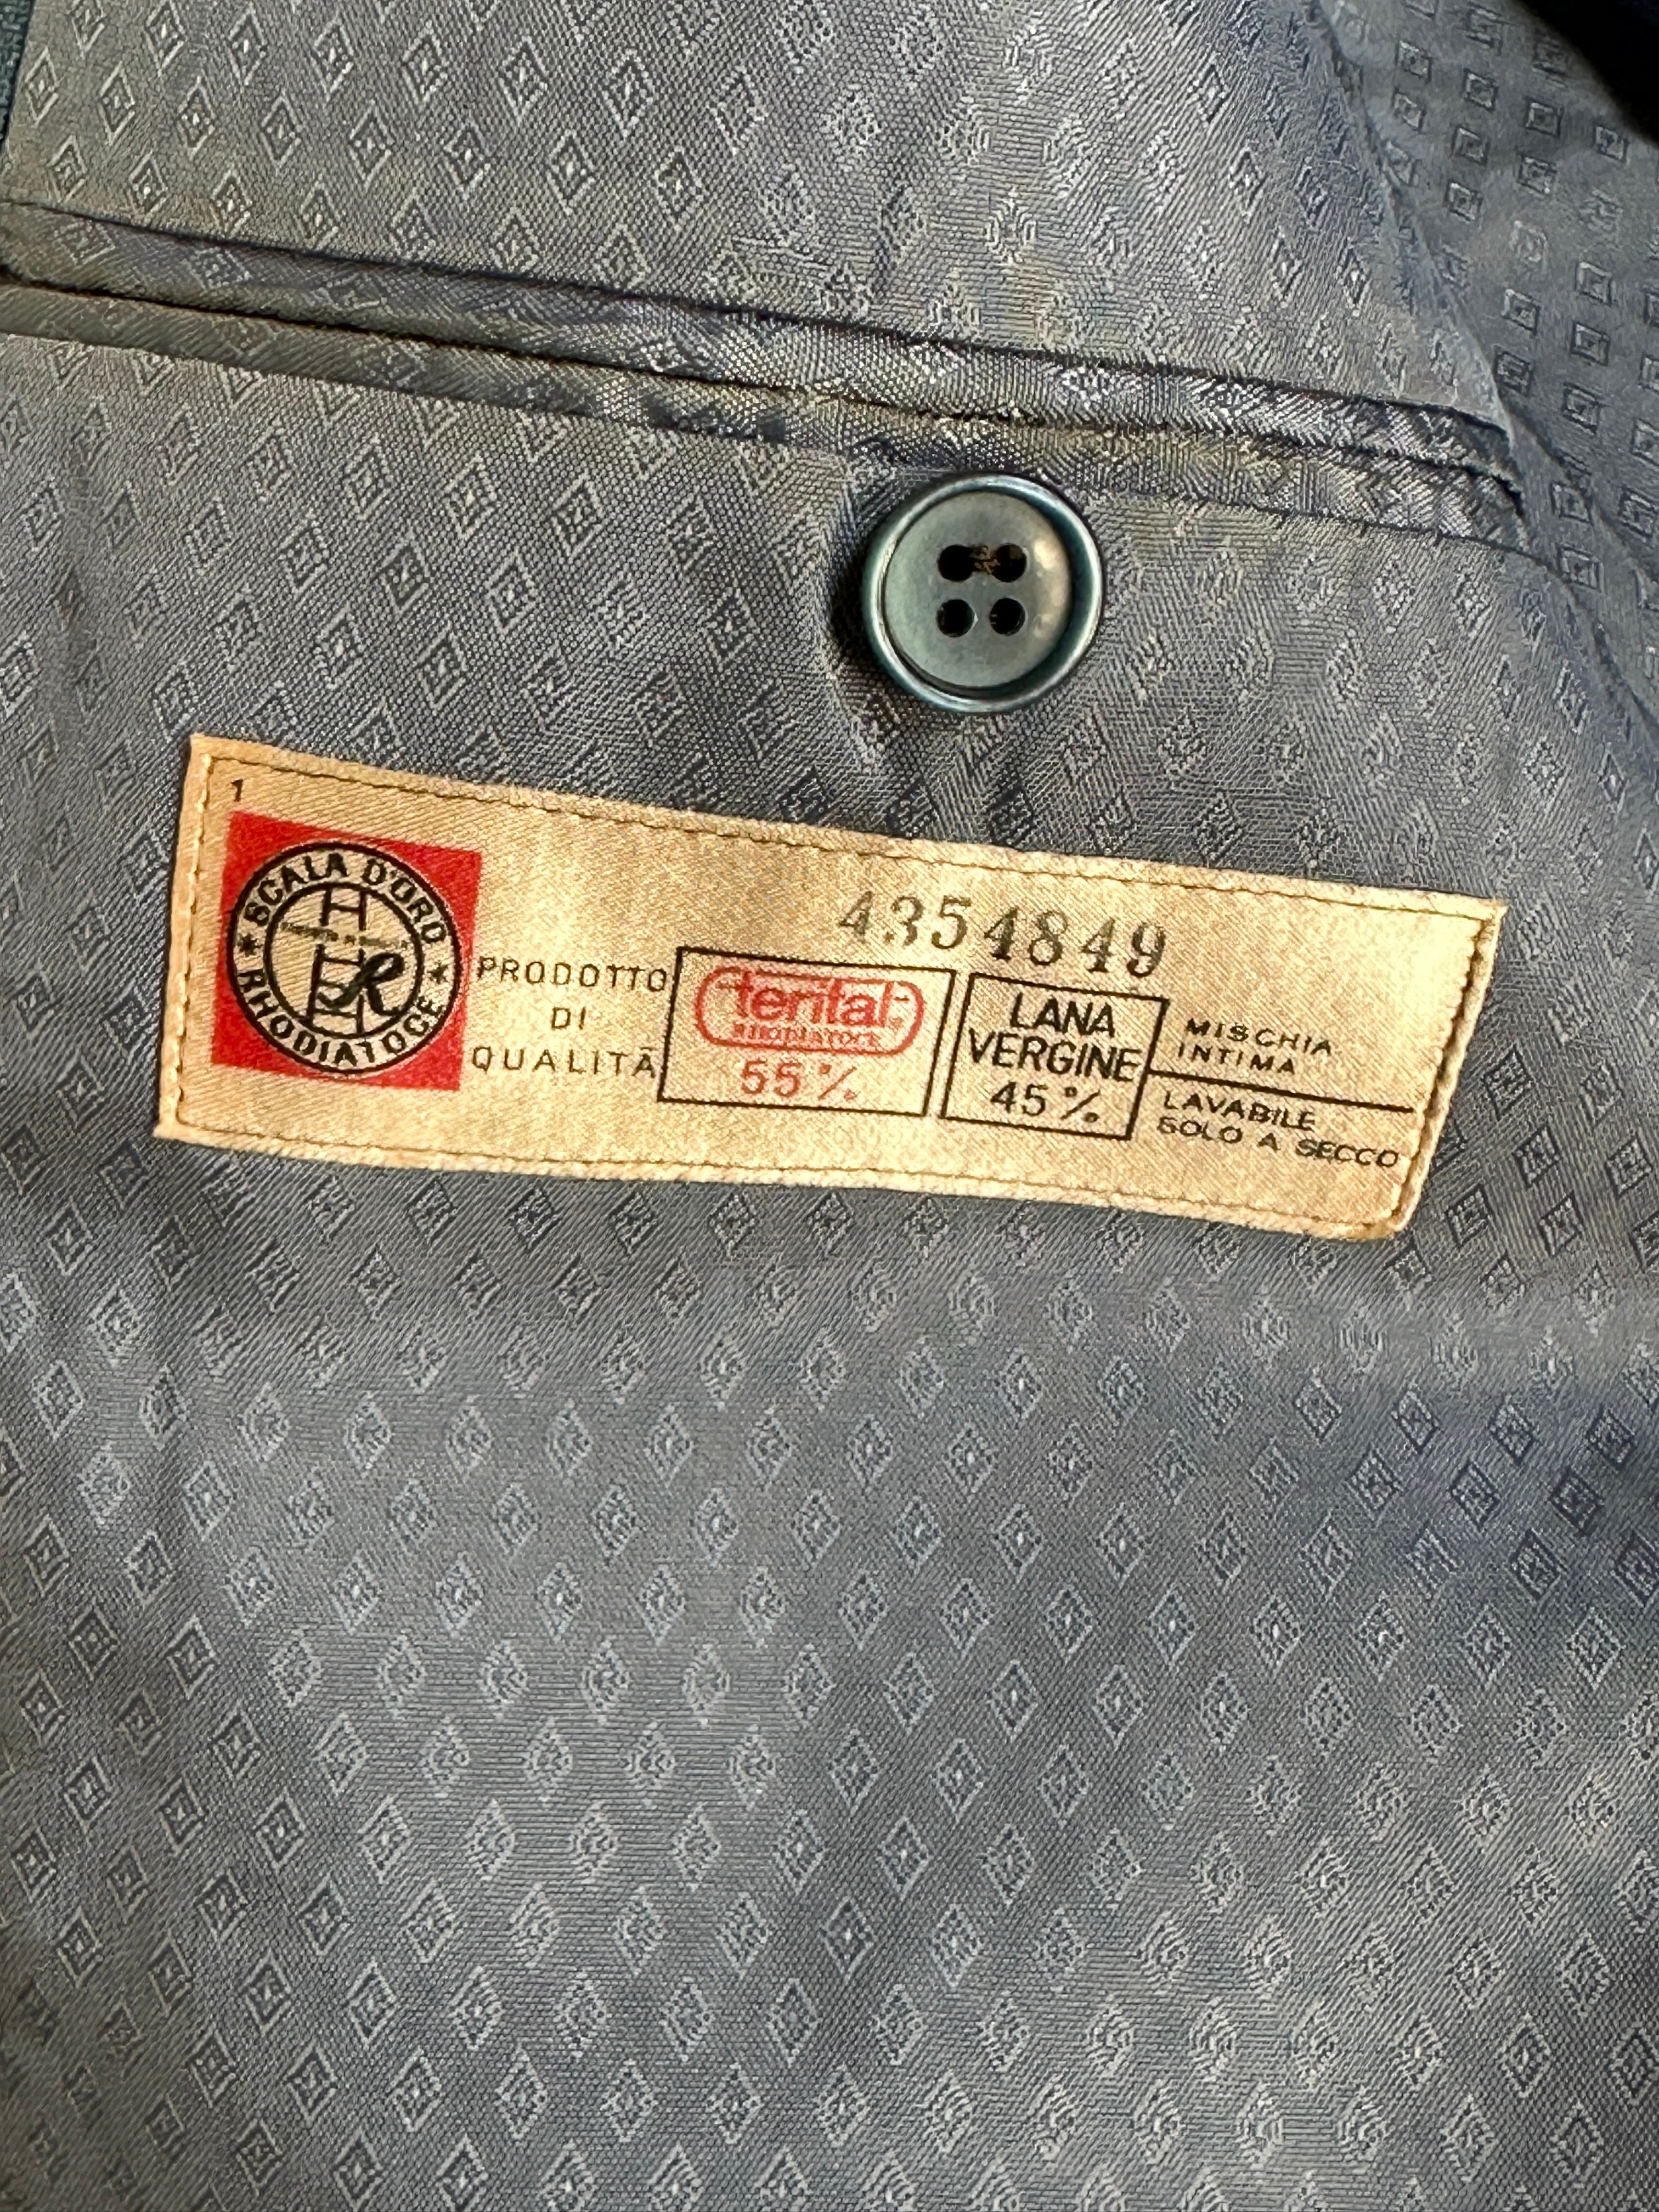 1
SCALA D'ORO
RHODIATOCE
PRODOTTO
DI
QUALITÀ
4354849
terital
RHODIATOCE
55%
LANA
VERGINE
45%
MISCHIA
INTIMA
LAVABILE
SOLO A SECCO